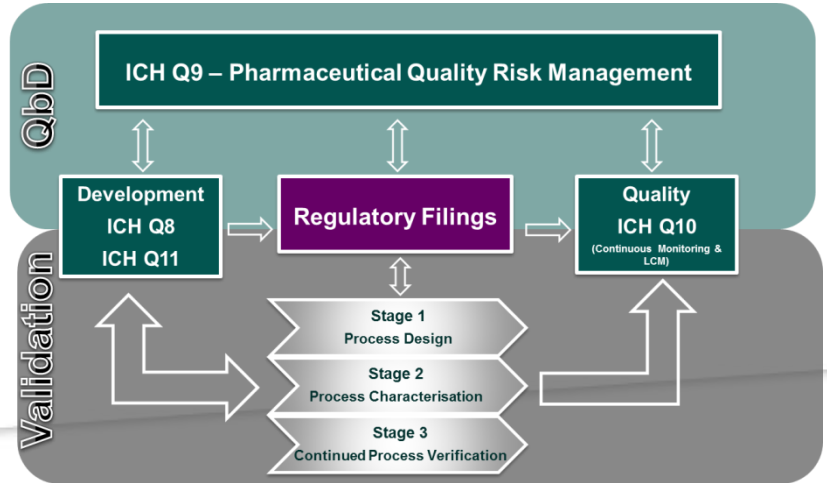 QbD
ICH Q9 – Pharmaceutical Quality Risk Management
Development
ICH Q8
ICH Q11
Regulatory Filings
Quality
ICH Q10
(Continuous Monitoring &
LCM)
Validation
Stage 1
Process Design
Stage 2
Process Characterisation
Stage 3
Continued Process Verification